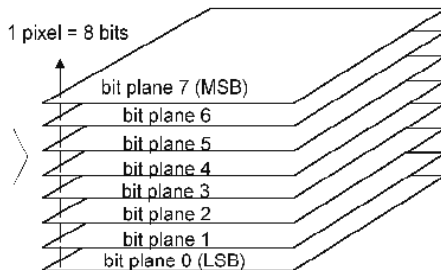 1 pixel = 8 bits
bit plane 7 (MSB)
bit plane 6
bit plane 5
bit plane 4
bit plane 3
bit plane 2
bit plane 1
bit plane 0 (LSB)